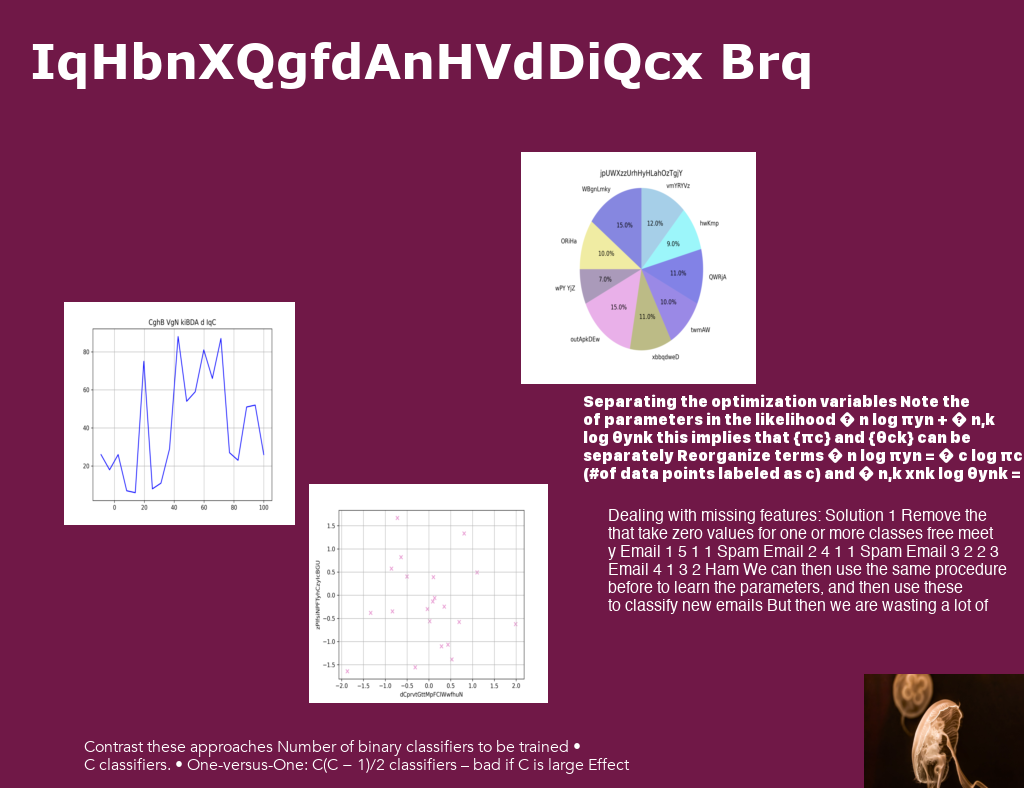 IqHbnXQgfdAnHVdDiQcx Brq
jpUWXzzUrhHyHLahOzTgjY
WBgnLmky
vmYRYVz
15.0%
12.0%
hwKmp
ORiHa
9.0%
10.0%
QWRjA
11.0%
7.0%
wPY YjZ
10.0%
15.0%
11.0%
twmAW
outApkDEw
xbbqdweD
CghB VgN kiBDA d IqC
80
60
40
20
0 20 40 60 80 100
Separating the optimization variables Note the
of parameters in the likelihood � n log πyn + � n,k
log θynk this implies that {πc} and {θck} can be
separately Reorganize terms � n log πyn = � c log πc
(#of data points labeled as c) and � n,k xnk log θynk =
Dealing with missing features: Solution 1 Remove the
that take zero values for one or more classes free meet
y Email 1 5 1 1 Spam Email 2 4 1 1 Spam Email 3 2 2 3
Email 4 1 3 2 Ham We can then use the same procedure
before to learn the parameters, and then use these
to classify new emails But then we are wasting a lot of
1.5
1.0
0.5
0.0
−0.5
−1.0
−1.5
−2.0 −1.5 −1.0 −0.5 0.0 0.5 1.0 1.5 2.0
Contrast these approaches Number of binary classifiers to be trained •
C classifiers. • One-versus-One: C(C − 1)/2 classifiers – bad if C is large Effect